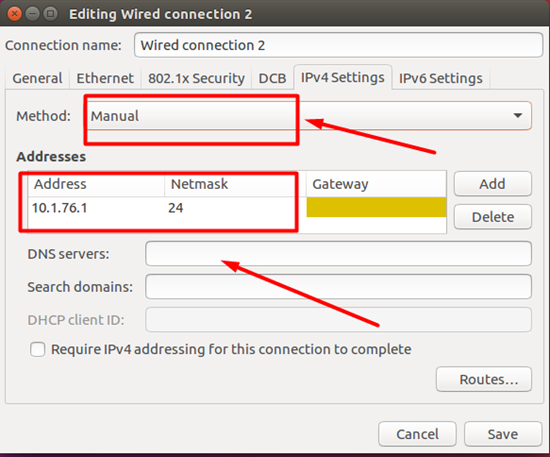 Editing Wired connection 2
Connection name: Wired connection 2
General Ethernet 802.1x Security DCB IPv4 Settings IPv6 Settings
Method: Manual
Addresses
Address Netmask Gateway Add
10.1.76.1 24
Delete
DNS servers:
Search domains:
DHCP client ID:
Require IPv4 addressing for this connection to complete
Routes…
Cancel Save